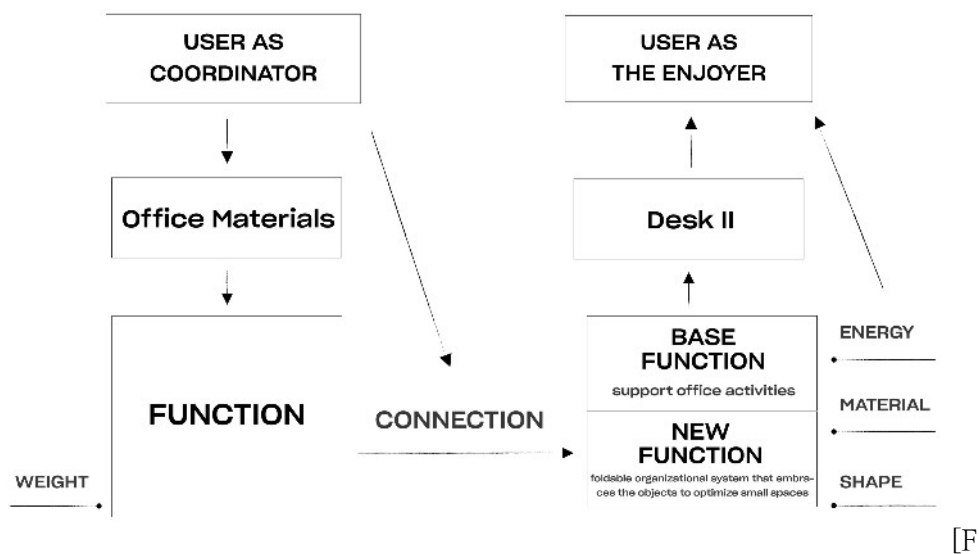 USER AS
COORDINATOR
USER AS
THE ENJOYER
Office Materials
Desk II
FUNCTION
WEIGHT
CONNECTION
BASE
FUNCTION
support office activities
NEW
FUNCTION
foldable organizational system that embra-
ces the objects to optimize small spaces
ENERGY
MATERIAL
SHAPE
[F